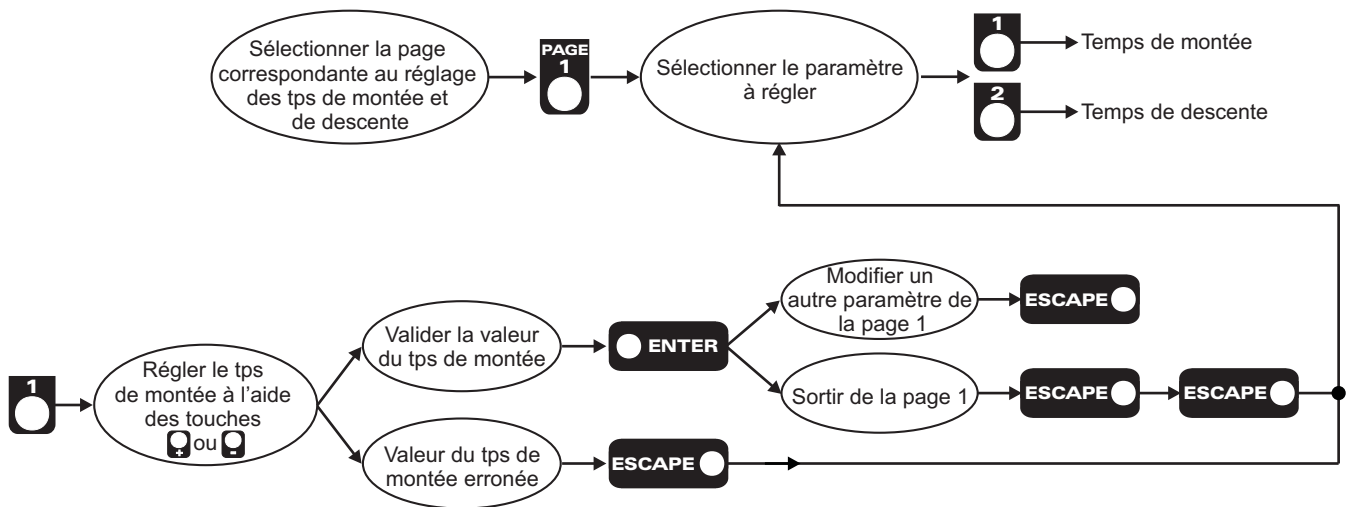 Sélectionner la page
correspondante au réglage
des tps de montée et
de descente
PAGE
1
Sélectionner le paramètre
à régler
1
Temps de montée
2
Temps de descente
1
Régler le tps
de montée à l'aide
des touches
+ ou -
Valider la valeur
du tps de montée
ENTER
Modifier un
autre paramètre de
la page 1
ESCAPE
Sortir de la page 1
ESCAPE
ESCAPE
Valeur du tps de
montée erronée
ESCAPE